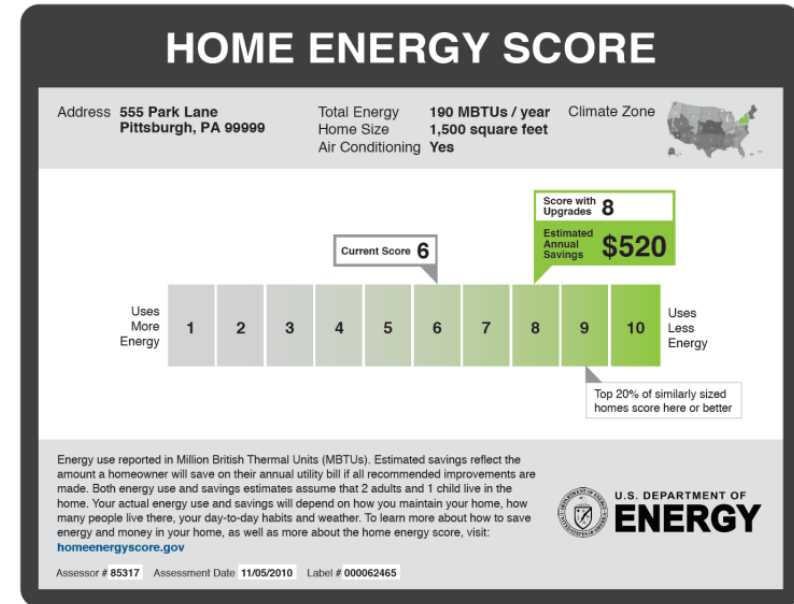 HOME ENERGY SCORE
Address 555 Park Lane
Pittsburgh, PA 99999
Total Energy 190 MBTUs / year
Home Size 1,500 square feet
Air Conditioning Yes
Climate Zone
Score with
Upgrades 8
Estimated
Annual
Savings $520
Current Score 6
Uses
More
Energy
1 2 3 4 5 6 7 8 9 10
Uses
Less
Energy
Top 20% of similarly sized
homes score here or better
Energy use reported in Million British Thermal Units (MBTUs). Estimated savings reflect the
amount a homeowner will save on their annual utility bill if all recommended improvements are
made. Both energy use and savings estimates assume that 2 adults and 1 child live in the
home. Your actual energy use and savings will depend on how you maintain your home, how
many people live there, your day-to-day habits and weather. To learn more about how to save
energy and money in your home, as well as more about the home energy score, visit:
homeenergyscore.gov
U.S. DEPARTMENT OF
ENERGY
Assessor # 85317 Assessment Date 11/05/2010 Label # 000062465